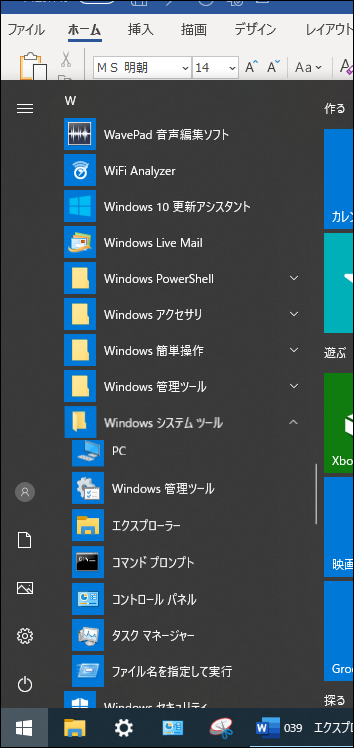 ファイル ホーム 挿入 描画 デザイン レイアウト
ＭＳ 明朝 14 A A Aa
W 作る
WavePad 音声編集ソフト
WiFi Analyzer
Windows 10 更新アシスタント
カレン
Windows Live Mail
Windows PowerShell
Windows アクセサリ
Windows 簡単操作 遊ぶ
Windows 管理ツール
Windows システム ツール
PC
Xbo
Windows 管理ツール
エクスプローラー
コマンド プロンプト
映画
コントロール パネル
タスク マネージャー
ファイル名を指定して実行
Groo
Windows セキュリティ 探る
039 エクスプ